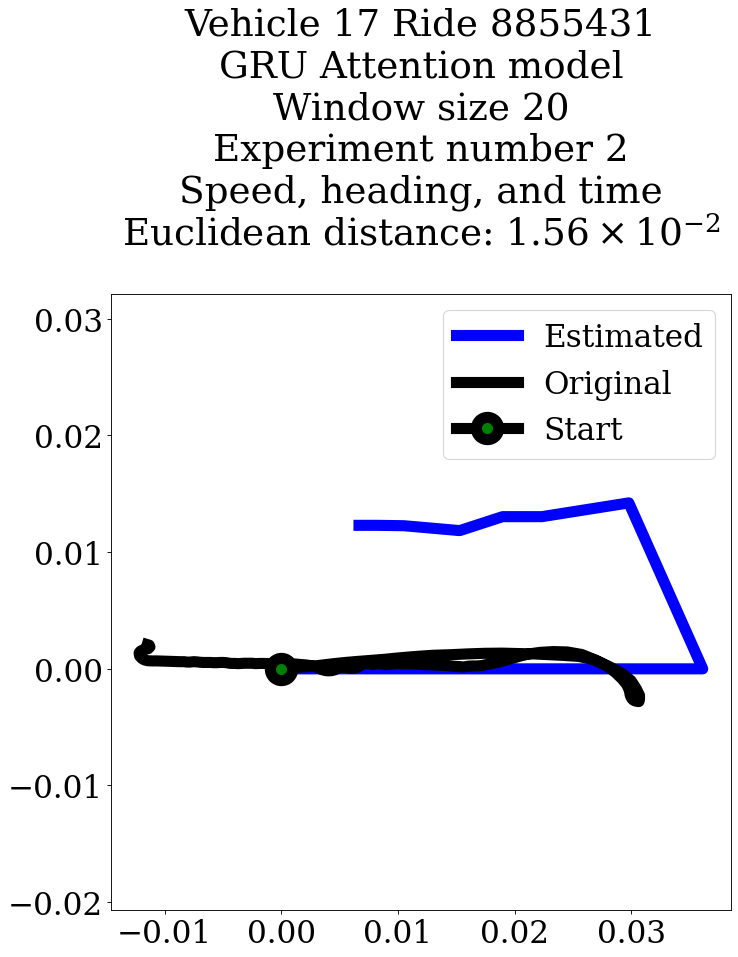 Vehicle 17 Ride 8855431
GRU Attention model
Window size 20
Experiment number 2
Speed, heading, and time
Euclidean distance: 1.56 × 10⁻²
0.03
0.02
0.01
0.00
−0.01
−0.02
Estimated
Original
Start
−0.01 0.00 0.01 0.02 0.03